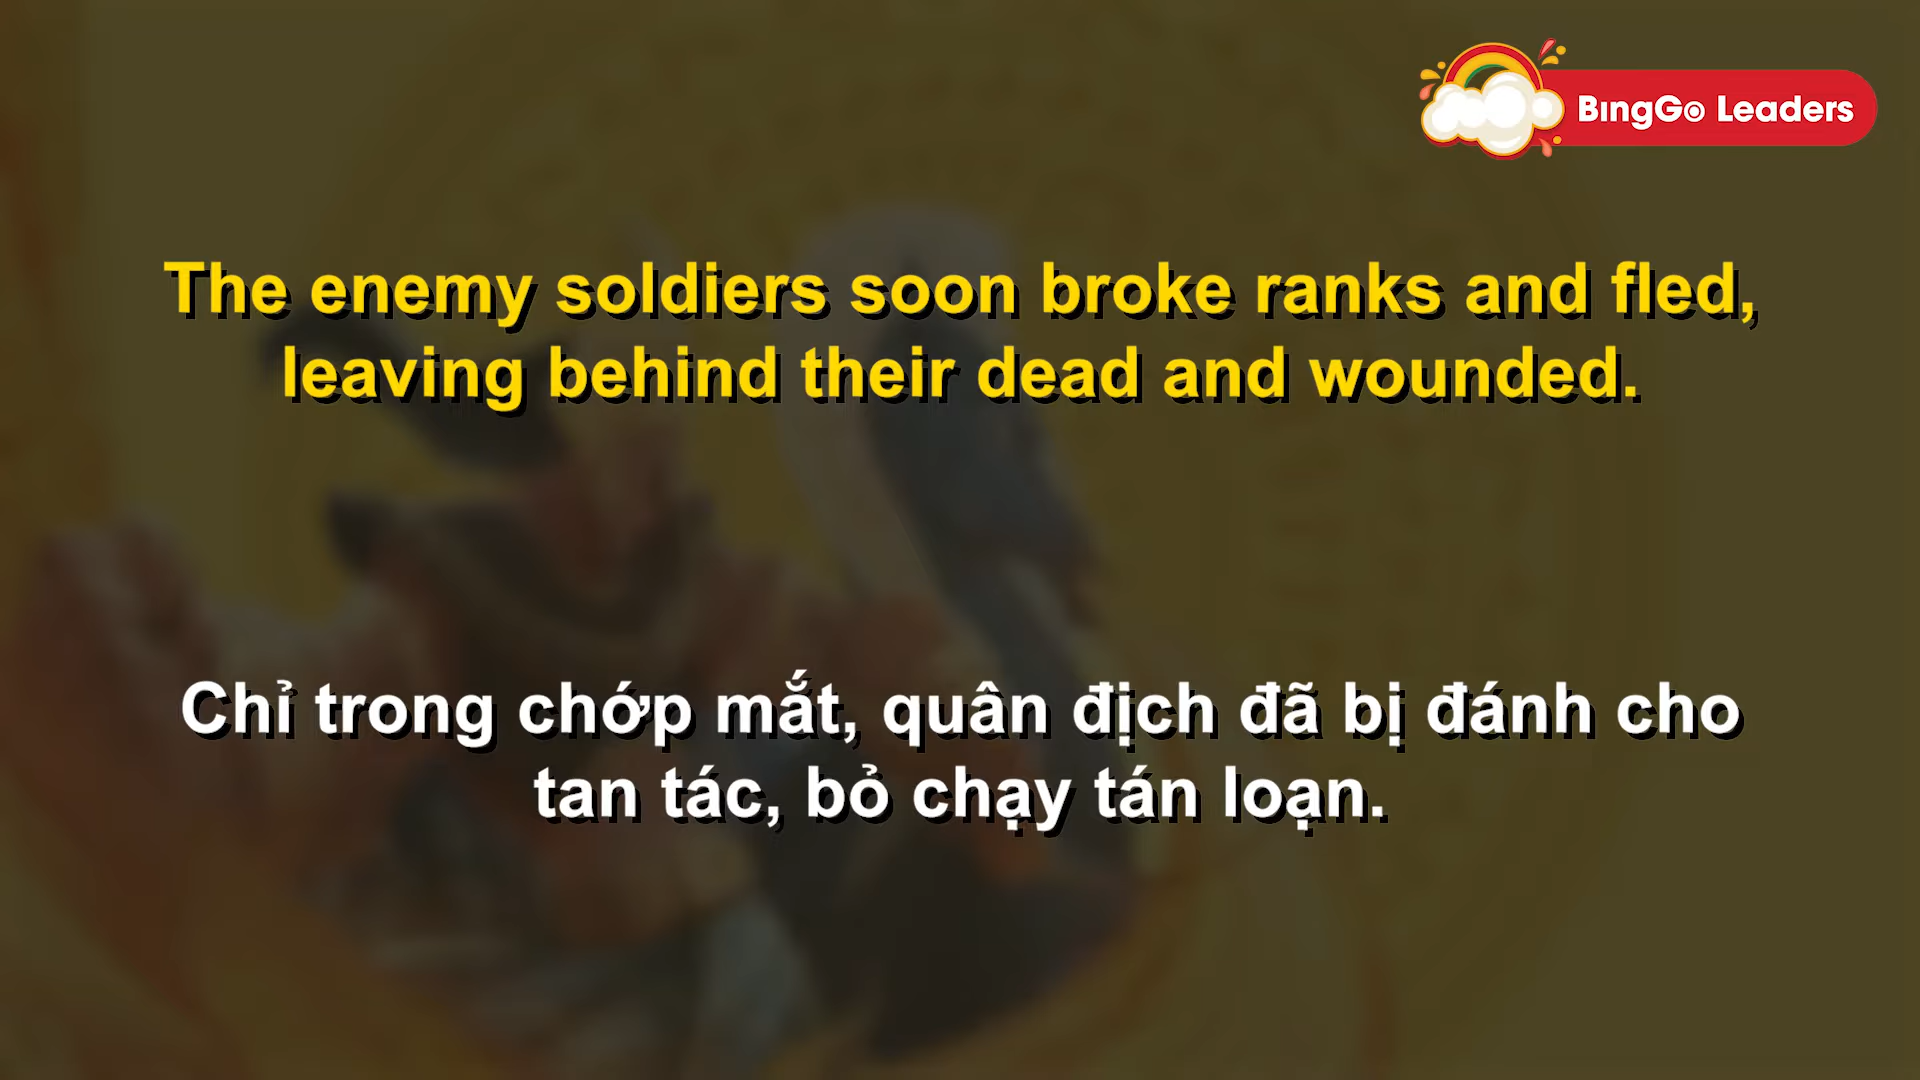 BingGo Leaders
The enemy soldiers soon broke ranks and fled,
leaving behind their dead and wounded.
Chỉ trong chớp mắt, quân địch đã bị đánh cho
tan tác, bỏ chạy tán loạn.